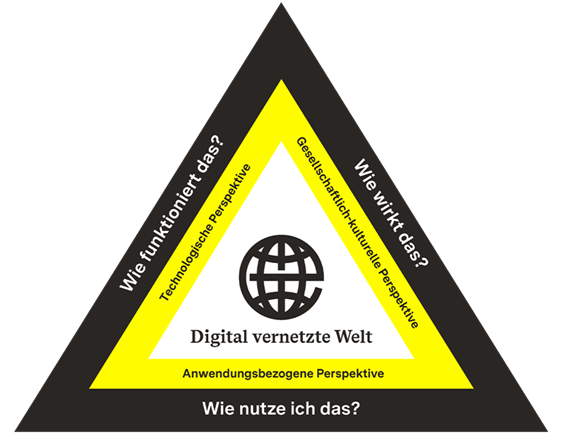 Wie funktioniert das?
Technologische Perspektive
Gesellschaftlich-kulturelle Perspektive
Wie wirkt das?
Digital vernetzte Welt
Anwendungsbezogene Perspektive
Wie nutze ich das?